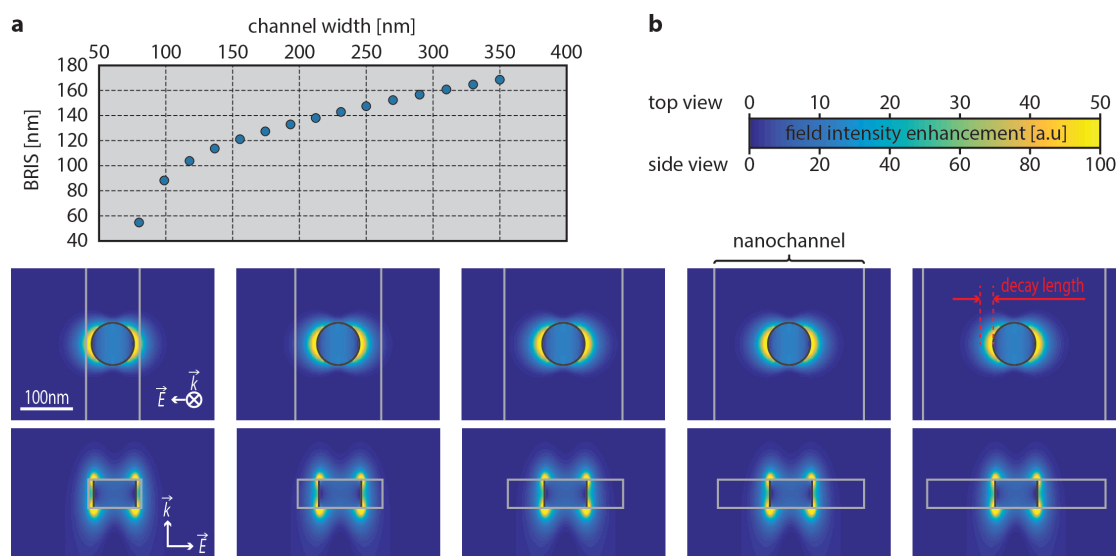 a
channel width [nm]
50 100 150 200 250 300 350 400
BRIS [nm]
180
160
140
120
100
80
60
40
b
top view 0 10 20 30 40 50
field intensity enhancement [a.u]
side view 0 20 40 60 80 100
nanochannel
decay length
100nm
E
k
k
E